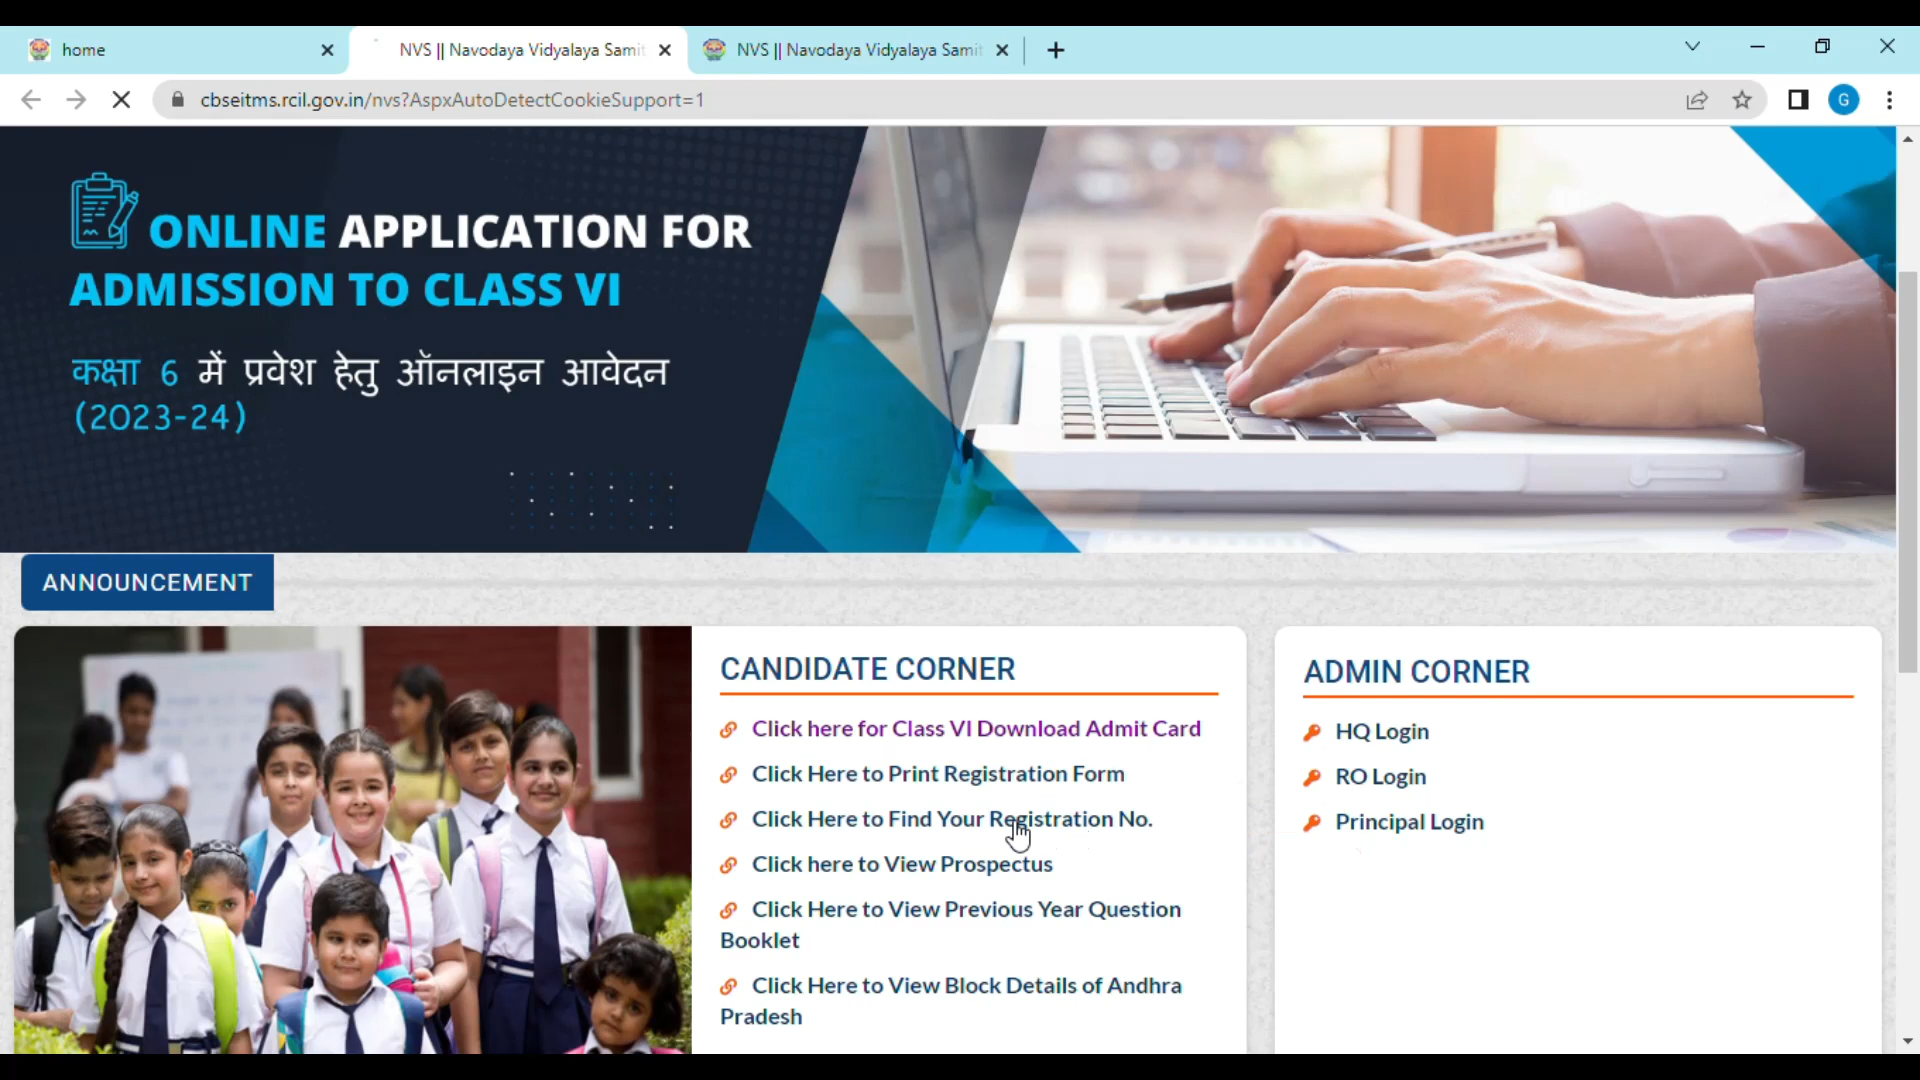 home
NVS || Navodaya Vidyalaya Samit
NVS || Navodaya Vidyalaya Samit
cbseitms.rcil.gov.in/nvs?AspxAutoDetectCookieSupport=1
G
ONLINE APPLICATION FOR
ADMISSION TO CLASS VI
कक्षा 6 में प्रवेश हेतु ऑनलाइन आवेदन
(2023-24)
ANNOUNCEMENT
CANDIDATE CORNER
Click here for Class VI Download Admit Card
Click Here to Print Registration Form
Click Here to Find Your Registration No.
Click here to View Prospectus
Click Here to View Previous Year Question
Booklet
Click Here to View Block Details of Andhra
Pradesh
ADMIN CORNER
HQ Login
RO Login
Principal Login